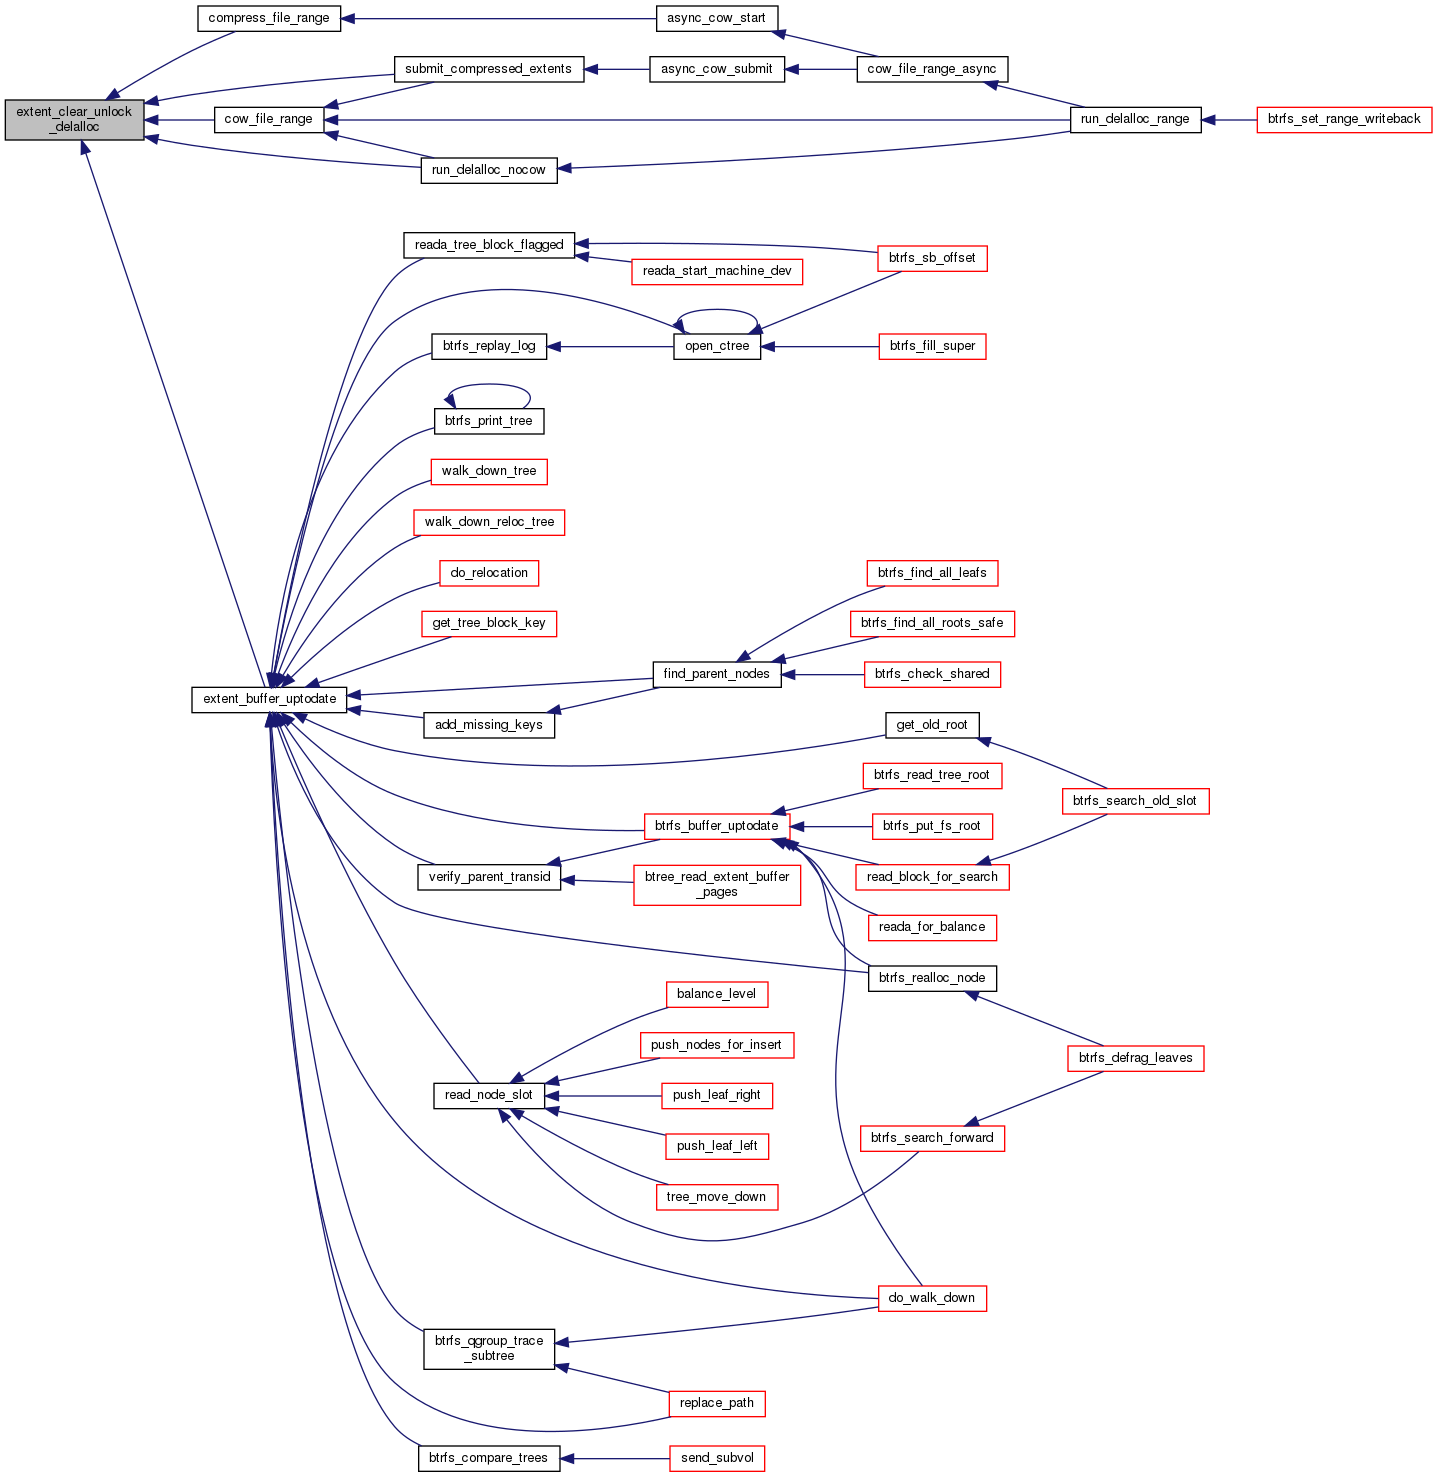 compress_file_range
async_cow_start
submit_compressed_extents
async_cow_submit
cow_file_range_async
extent_clear_unlock
_delalloc
cow_file_range
run_delalloc_range
btrfs_set_range_writeback
run_delalloc_nocow
reada_tree_block_flagged
btrfs_sb_offset
reada_start_machine_dev
btrfs_replay_log
open_ctree
btrfs_fill_super
btrfs_print_tree
walk_down_tree
walk_down_reloc_tree
do_relocation
btrfs_find_all_leafs
get_tree_block_key
btrfs_find_all_roots_safe
find_parent_nodes
btrfs_check_shared
extent_buffer_uptodate
add_missing_keys
get_old_root
btrfs_read_tree_root
btrfs_search_old_slot
btrfs_buffer_uptodate
btrfs_put_fs_root
verify_parent_transid
btree_read_extent_buffer
_pages
read_block_for_search
reada_for_balance
btrfs_realloc_node
balance_level
push_nodes_for_insert
btrfs_defrag_leaves
read_node_slot
push_leaf_right
push_leaf_left
btrfs_search_forward
tree_move_down
do_walk_down
btrfs_qgroup_trace
_subtree
replace_path
btrfs_compare_trees
send_subvol